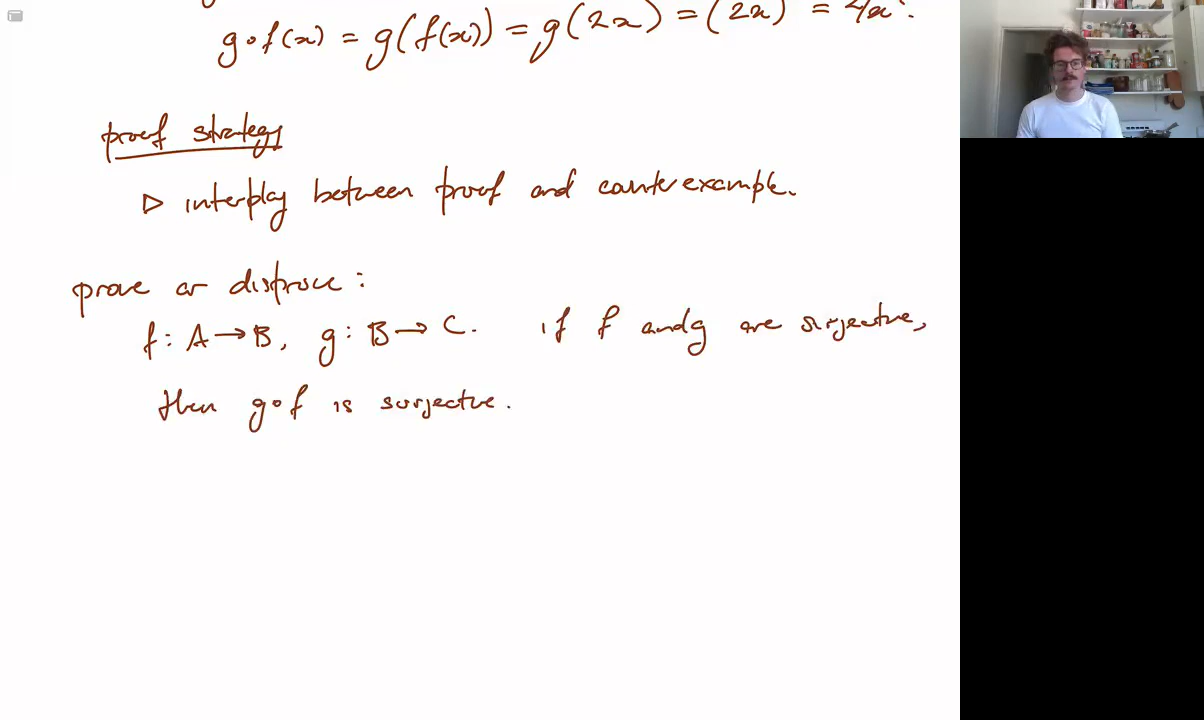 g∘f(x) = g(f(x)) = g(2x) = (2x) = 4x².
proof strategy
▷ interplay between proof and counterexample.
prove or disprove :
f : A → B, g : B → C. if f and g are surjective,
then g∘f is surjective.